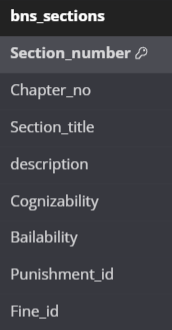 bns_sections
Section_number
Chapter_no
Section_title
description
Cognizability
Bailability
Punishment_id
Fine_id